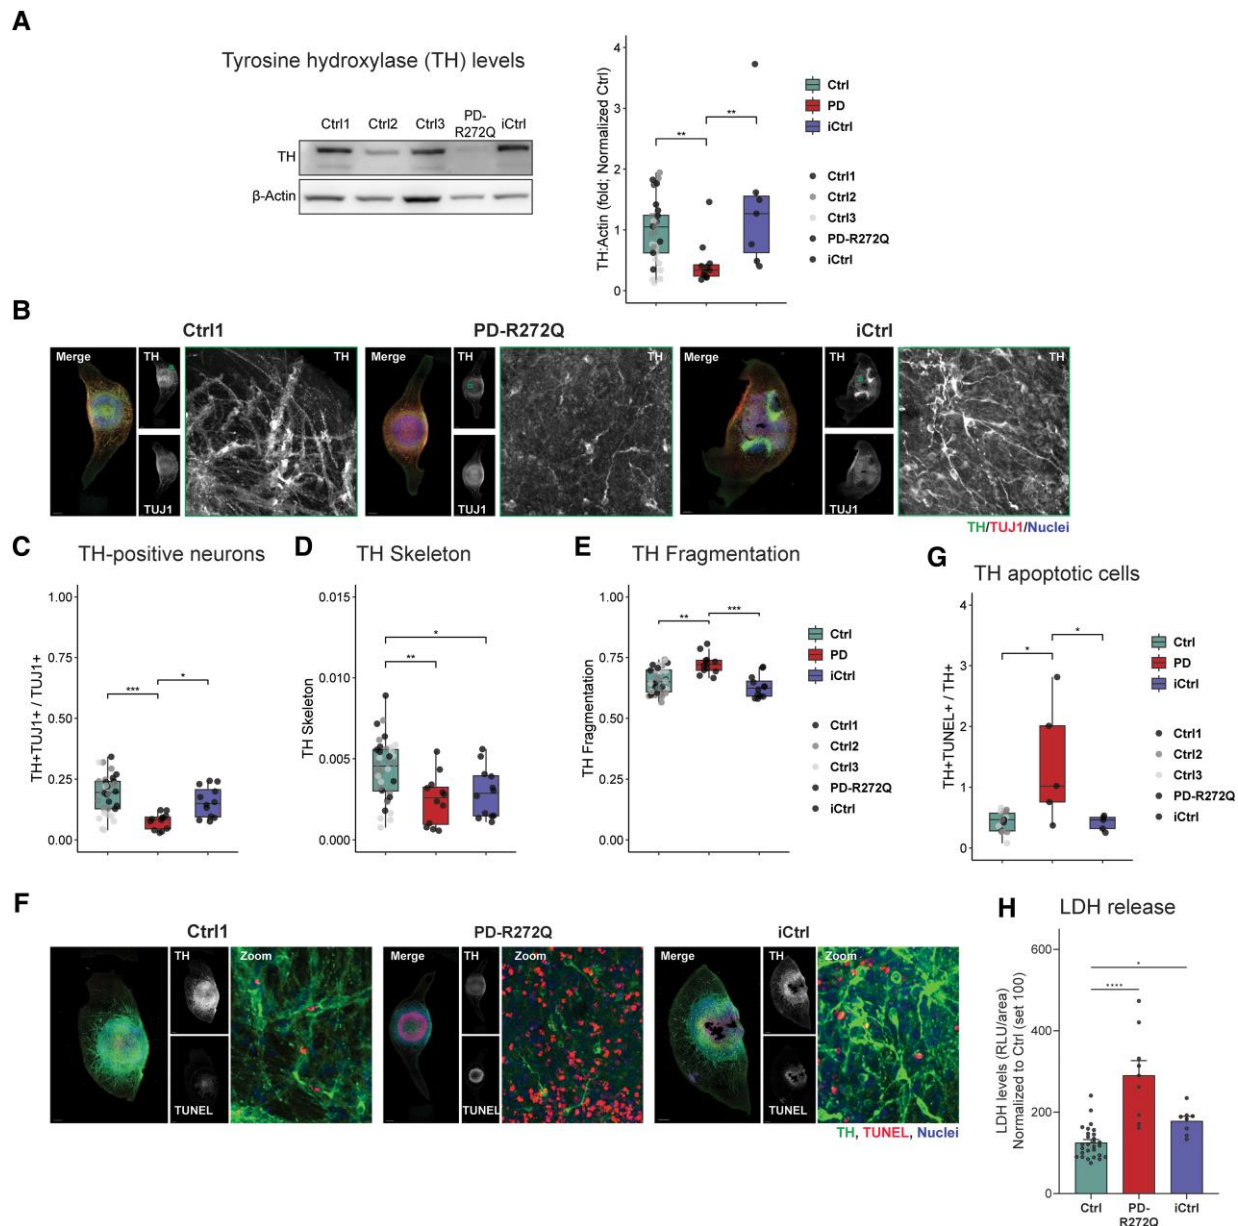 A
Tyrosine hydroxylase (TH) levels
Ctrl1
Ctrl2
Ctrl3
PD-
R272Q
iCtrl
TH
β-Actin
TH:Actin (fold; Normalized Ctrl)
4
3
2
1
0
**
**
Ctrl
PD
iCtrl
Ctrl1
Ctrl2
Ctrl3
PD-R272Q
iCtrl
B
Ctrl1
PD-R272Q
iCtrl
Merge
TH
TH
TUJ1
Merge
TH
TH
TUJ1
Merge
TH
TH
TUJ1
TH/TUJ1/Nuclei
C
TH-positive neurons
TH+TUJ1+ / TUJ1+
1.00
0.75
0.50
0.25
0.00
***
*
D
TH Skeleton
TH Skeleton
0.015
0.010
0.005
0.000
*
**
E
TH Fragmentation
TH Fragmentation
1.00
0.75
0.50
0.25
0.00
**
***
Ctrl
PD
iCtrl
Ctrl1
Ctrl2
Ctrl3
PD-R272Q
iCtrl
G
TH apoptotic cells
TH+TUNEL+ / TH+
4
3
2
1
0
*
*
Ctrl
PD
iCtrl
Ctrl1
Ctrl2
Ctrl3
PD-R272Q
iCtrl
F
Ctrl1
PD-R272Q
iCtrl
TH
TUNEL
Zoom
Merge
TH
TUNEL
Zoom
Merge
TH
TUNEL
Zoom
TH, TUNEL, Nuclei
H
LDH release
LDH levels (RLU/area)
Normalized to Ctrl (set 100)
600
400
200
0
*
****
Ctrl
PD-
R272Q
iCtrl